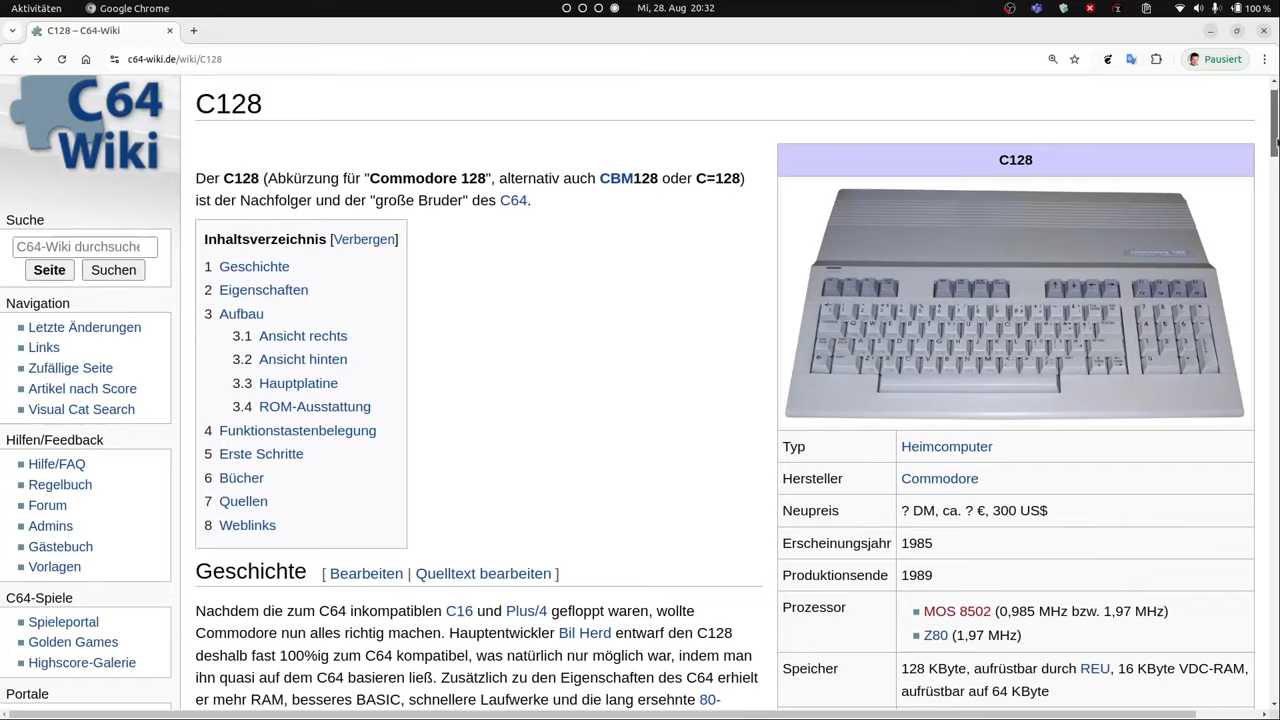 Aktivitäten
Google Chrome
Mi, 28. Aug 20:32
100 %
C128 – C64-Wiki
c64-wiki.de/wiki/C128
Pausiert
C64
Wiki
Suche
C64-Wiki durchsuche
Seite
Suchen
Navigation
Letzte Änderungen
Links
Zufällige Seite
Artikel nach Score
Visual Cat Search
Hilfen/Feedback
Hilfe/FAQ
Regelbuch
Forum
Admins
Gästebuch
Vorlagen
C64-Spiele
Spieleportal
Golden Games
Highscore-Galerie
Portale
C128
Der C128 (Abkürzung für "Commodore 128", alternativ auch CBM128 oder C=128)
ist der Nachfolger und der "große Bruder" des C64.
Inhaltsverzeichnis [Verbergen]
1 Geschichte
2 Eigenschaften
3 Aufbau
3.1 Ansicht rechts
3.2 Ansicht hinten
3.3 Hauptplatine
3.4 ROM-Ausstattung
4 Funktionstastenbelegung
5 Erste Schritte
6 Bücher
7 Quellen
8 Weblinks
Geschichte [ Bearbeiten | Quelltext bearbeiten ]
Nachdem die zum C64 inkompatiblen C16 und Plus/4 gefloppt waren, wollte
Commodore nun alles richtig machen. Hauptentwickler Bil Herd entwarf den C128
deshalb fast 100%ig zum C64 kompatibel, was natürlich nur möglich war, indem man
ihn quasi auf dem C64 basieren ließ. Zusätzlich zu den Eigenschaften des C64 erhielt
er mehr RAM, besseres BASIC, schnellere Laufwerke und die lang ersehnte 80-
C128
Typ Heimcomputer
Hersteller Commodore
Neupreis ? DM, ca. ? €, 300 US$
Erscheinungsjahr 1985
Produktionsende 1989
Prozessor MOS 8502 (0,985 MHz bzw. 1,97 MHz)
Z80 (1,97 MHz)
Speicher 128 KByte, aufrüstbar durch REU, 16 KByte VDC-RAM,
aufrüstbar auf 64 KByte